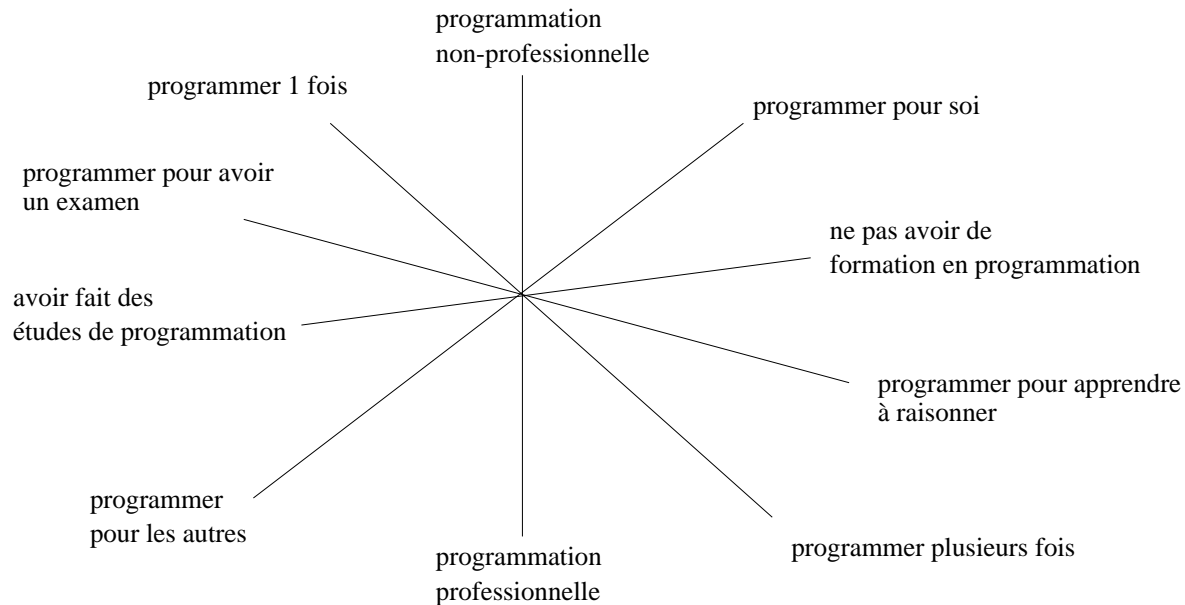 programmation
non-professionnelle
programmer 1 fois
programmer pour soi
programmer pour avoir
un examen
ne pas avoir de
formation en programmation
avoir fait des
études de programmation
programmer pour apprendre
à raisonner
programmer
pour les autres
programmer plusieurs fois
programmation
professionnelle